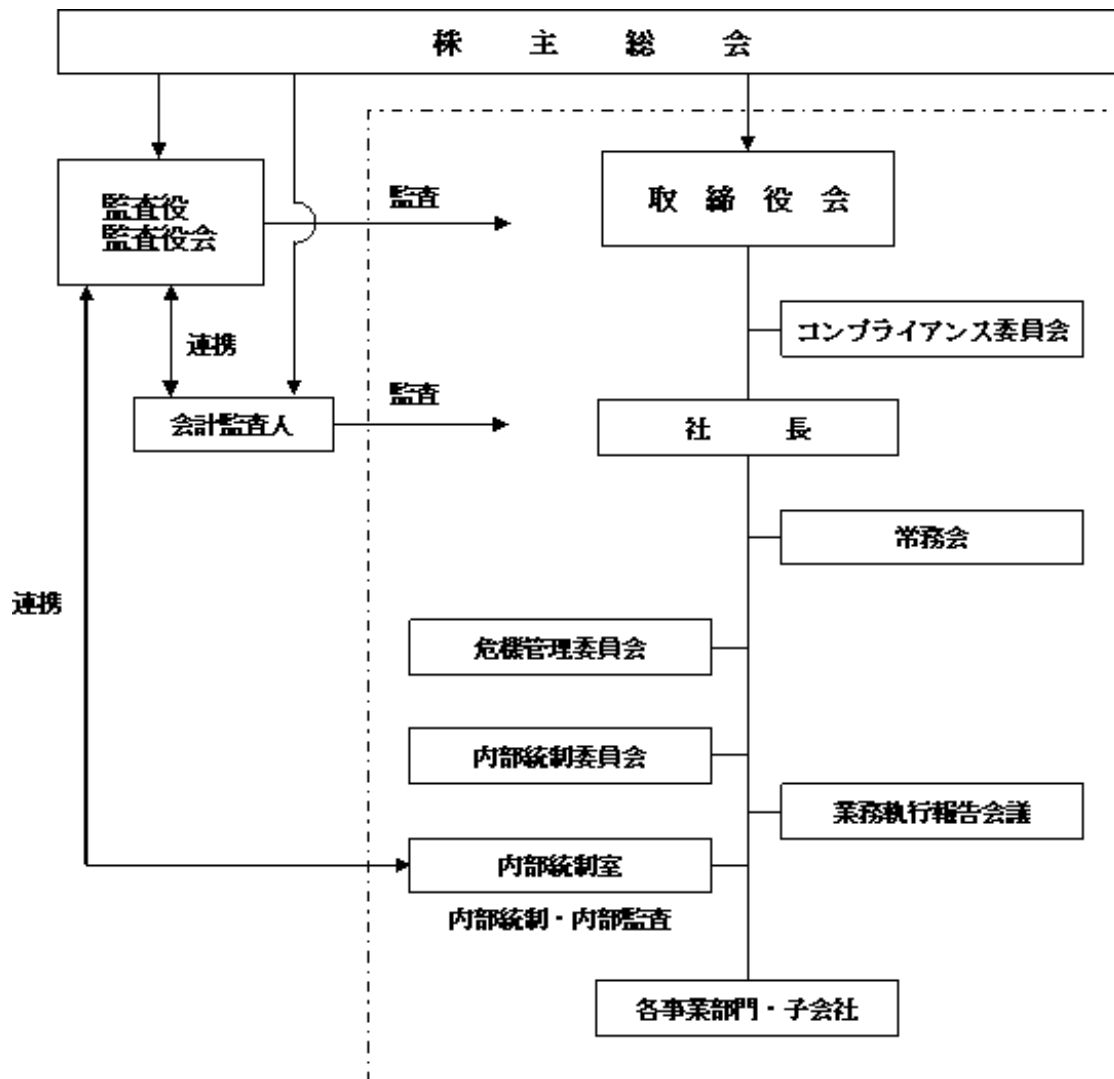 株主総会
監査役
監査役会
監査
取締役会
コンプライアンス委員会
連携
会計監査人
監査
社長
常務会
連携
危機管理委員会
内部統制委員会
業務執行報告会議
内部統制室
内部統制・内部監査
各事業部門・子会社